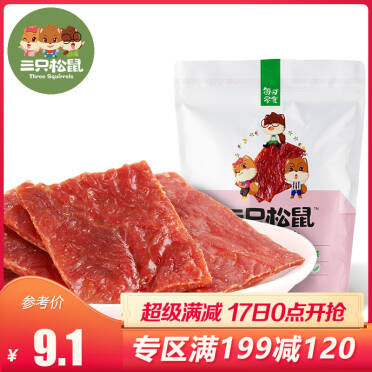 三只松鼠
Three Squirrels
每日
零食
三只松鼠
参考价
¥ 9.1
超级满减 17日0点开抢
专区满199减120